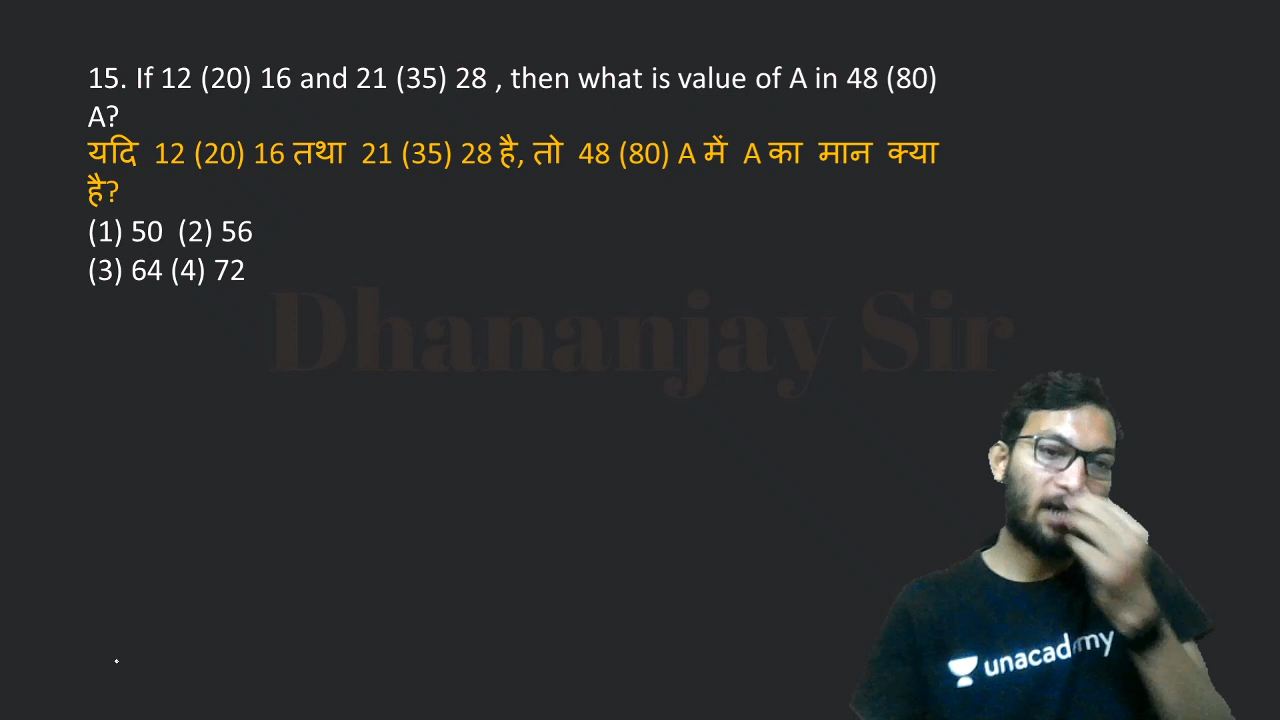 15. If 12 (20) 16 and 21 (35) 28 , then what is value of A in 48 (80)
A?
यदि 12 (20) 16 तथा 21 (35) 28 है, तो 48 (80) A में A का मान क्या
है?
(1) 50 (2) 56
(3) 64 (4) 72
Dhananjay Sir
unacademy